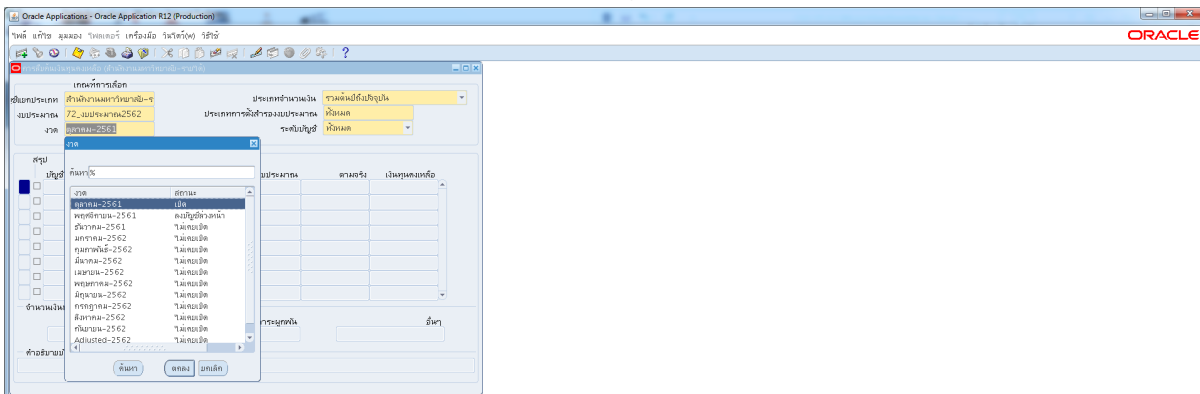 Oracle Applications - Oracle Application R12 (Production)
ไฟล์ แก้ไข มุมมอง โฟลเดอร์ เครื่องมือ วินโดว์(w) วิธีใช้
ORACLE
เกณฑ์การเลือก
สำนักงานมหาวิทยาลัย-ร
ประเภทจำนวนเงิน รวมต้นปีถึงปัจจุบัน
งบประมาณ 72_งบประมาณ2562
ประเภทการตั้งสำรองงบประมาณ ทั้งหมด
งวด ตุลาคม-2561
ระดับบัญชี ทั้งหมด
สรุป
บัญชี
งบประมาณ ตามจริง เงินทุนคงเหลือ
งวด
ค้นหา %
งวด สถานะ
ตุลาคม-2561 เปิด
พฤศจิกายน-2561 ลงบัญชีล่วงหน้า
ธันวาคม-2561 ไม่เคยเปิด
มกราคม-2562 ไม่เคยเปิด
กุมภาพันธ์-2562 ไม่เคยเปิด
มีนาคม-2562 ไม่เคยเปิด
เมษายน-2562 ไม่เคยเปิด
พฤษภาคม-2562 ไม่เคยเปิด
มิถุนายน-2562 ไม่เคยเปิด
กรกฎาคม-2562 ไม่เคยเปิด
สิงหาคม-2562 ไม่เคยเปิด
กันยายน-2562 ไม่เคยเปิด
Adjusted-2562 ไม่เคยเปิด
ค้นหา ตกลง ยกเลิก
ภาระผูกพัน อื่นๆ